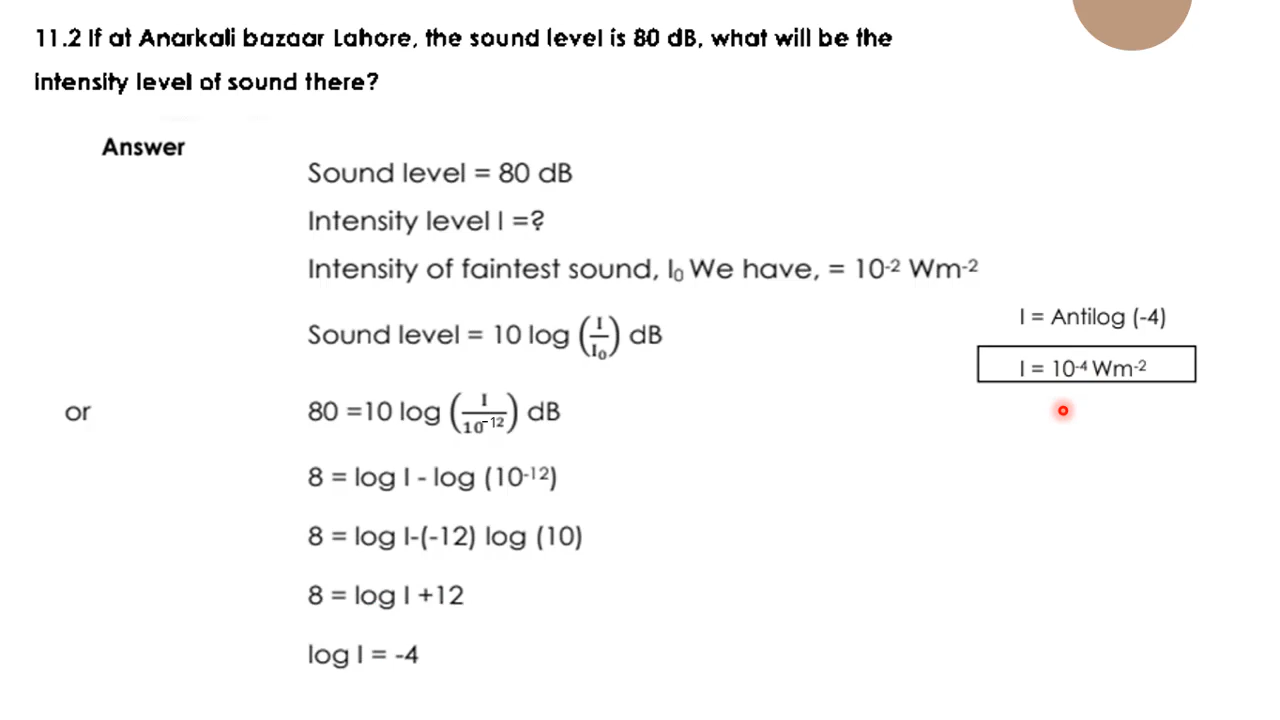 11.2 If at Anarkali bazaar Lahore, the sound level is 80 dB, what will be the
intensity level of sound there?
Answer
Sound level = 80 dB
Intensity level I =?
Intensity of faintest sound, I₀ We have, = 10⁻² Wm⁻²
Sound level = 10 log (I/I₀) dB
or 80 =10 log (I/10⁻¹²) dB
8 = log I - log (10⁻¹²)
8 = log I-(-12) log (10)
8 = log I +12
log I = -4
I = Antilog (-4)
I = 10⁻⁴ Wm⁻²